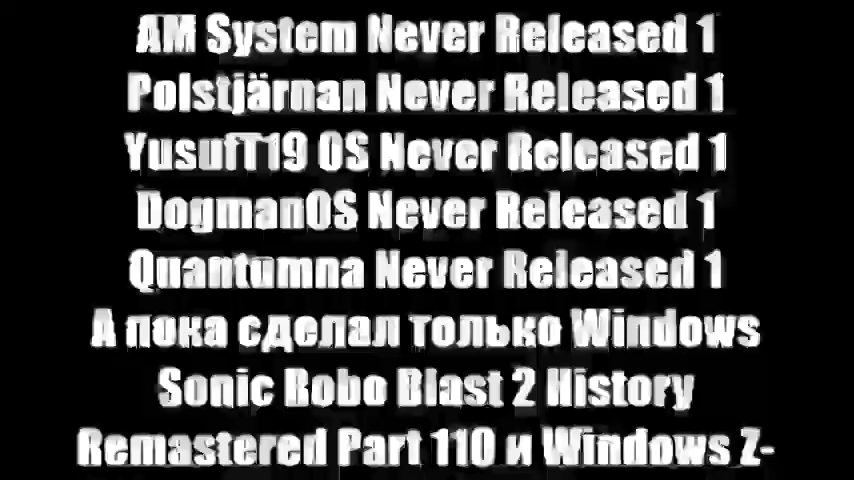 AM System Never Released 1
Polstjärnan Never Released 1
YusufT19 OS Never Released 1
DogmanOS Never Released 1
Quantumna Never Released 1
А пока сделал только Windows
Sonic Robo Blast 2 History
Remastered Part 110 и Windows Z-